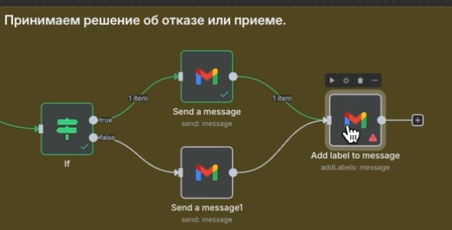 Принимаем решение об отказе или приеме.
1 item
1 item
Send a message
send: message
true
false
If
Add label to message
addLabels: message
Send a message1
send: message